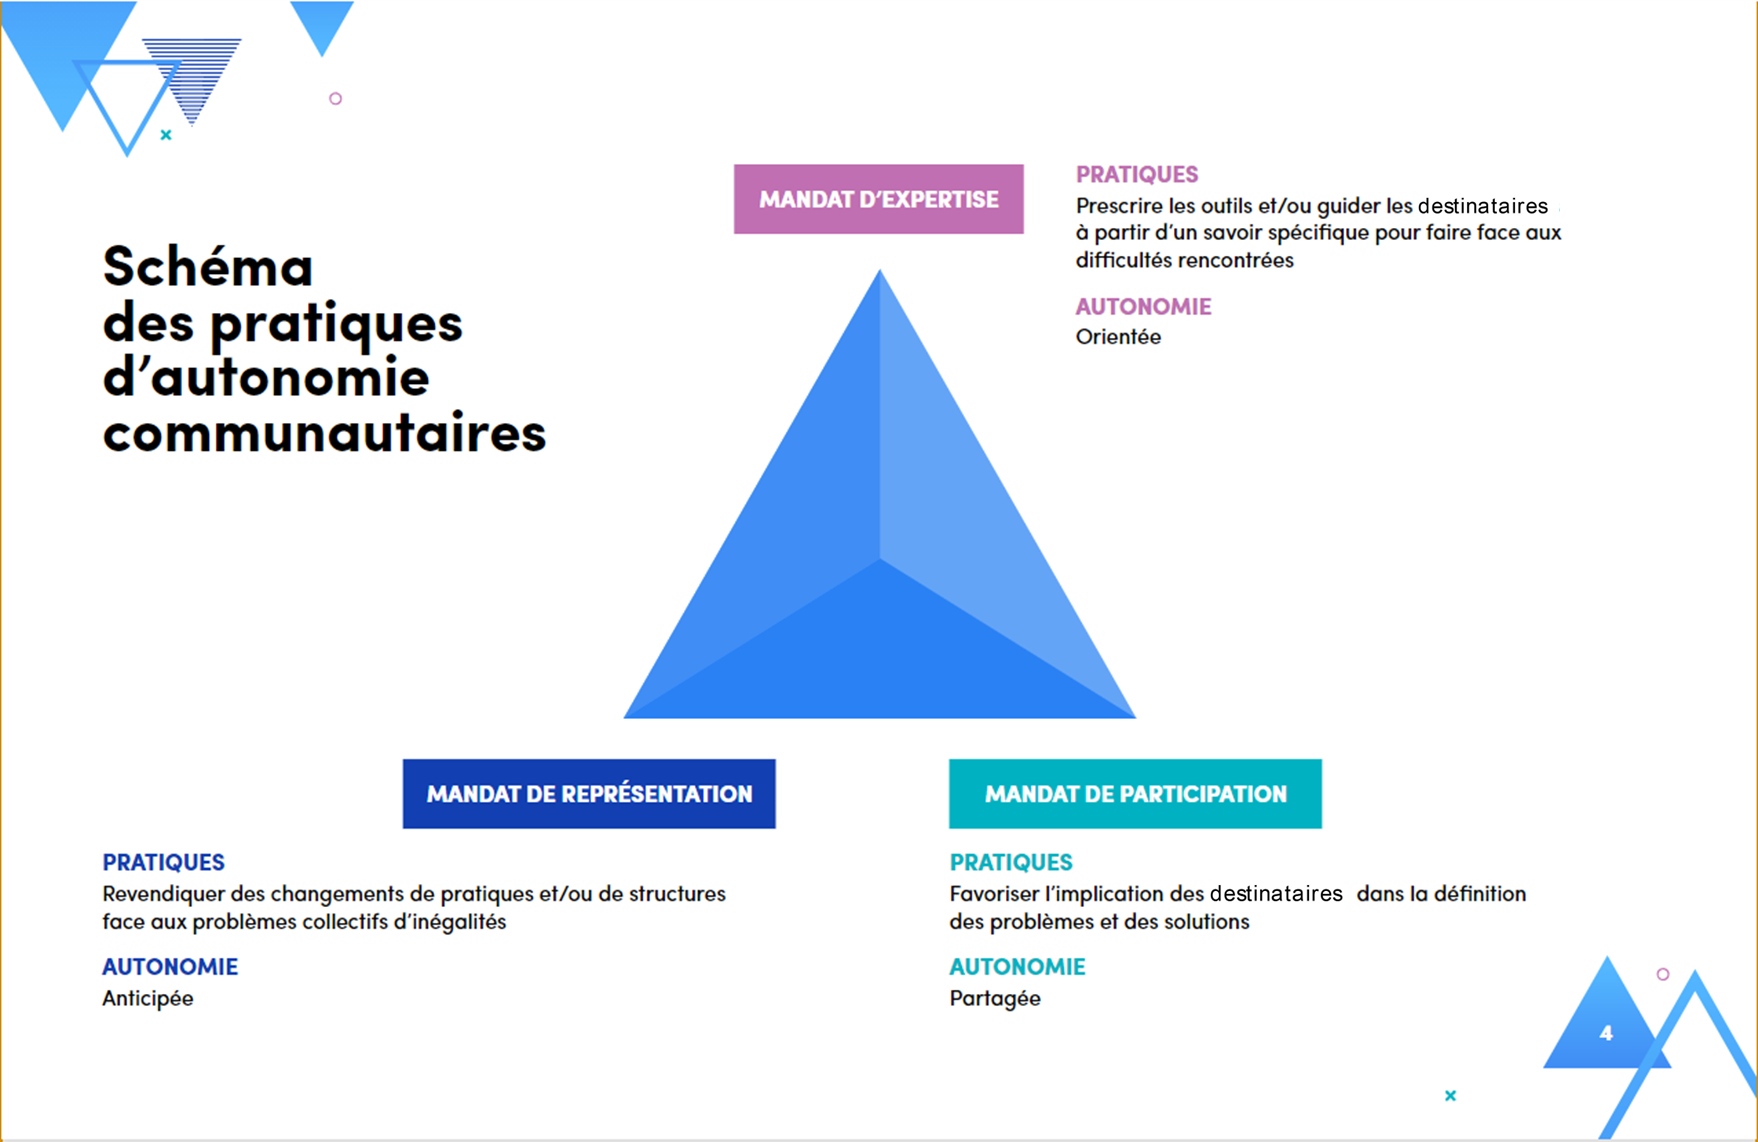 Schéma
des pratiques
d’autonomie
communautaires
MANDAT D’EXPERTISE
PRATIQUES
Prescrire les outils et/ou guider les destinataires
à partir d’un savoir spécifique pour faire face aux
difficultés rencontrées
AUTONOMIE
Orientée
MANDAT DE REPRÉSENTATION
PRATIQUES
Revendiquer des changements de pratiques et/ou de structures
face aux problèmes collectifs d’inégalités
AUTONOMIE
Anticipée
MANDAT DE PARTICIPATION
PRATIQUES
Favoriser l’implication des destinataires dans la définition
des problèmes et des solutions
AUTONOMIE
Partagée
4